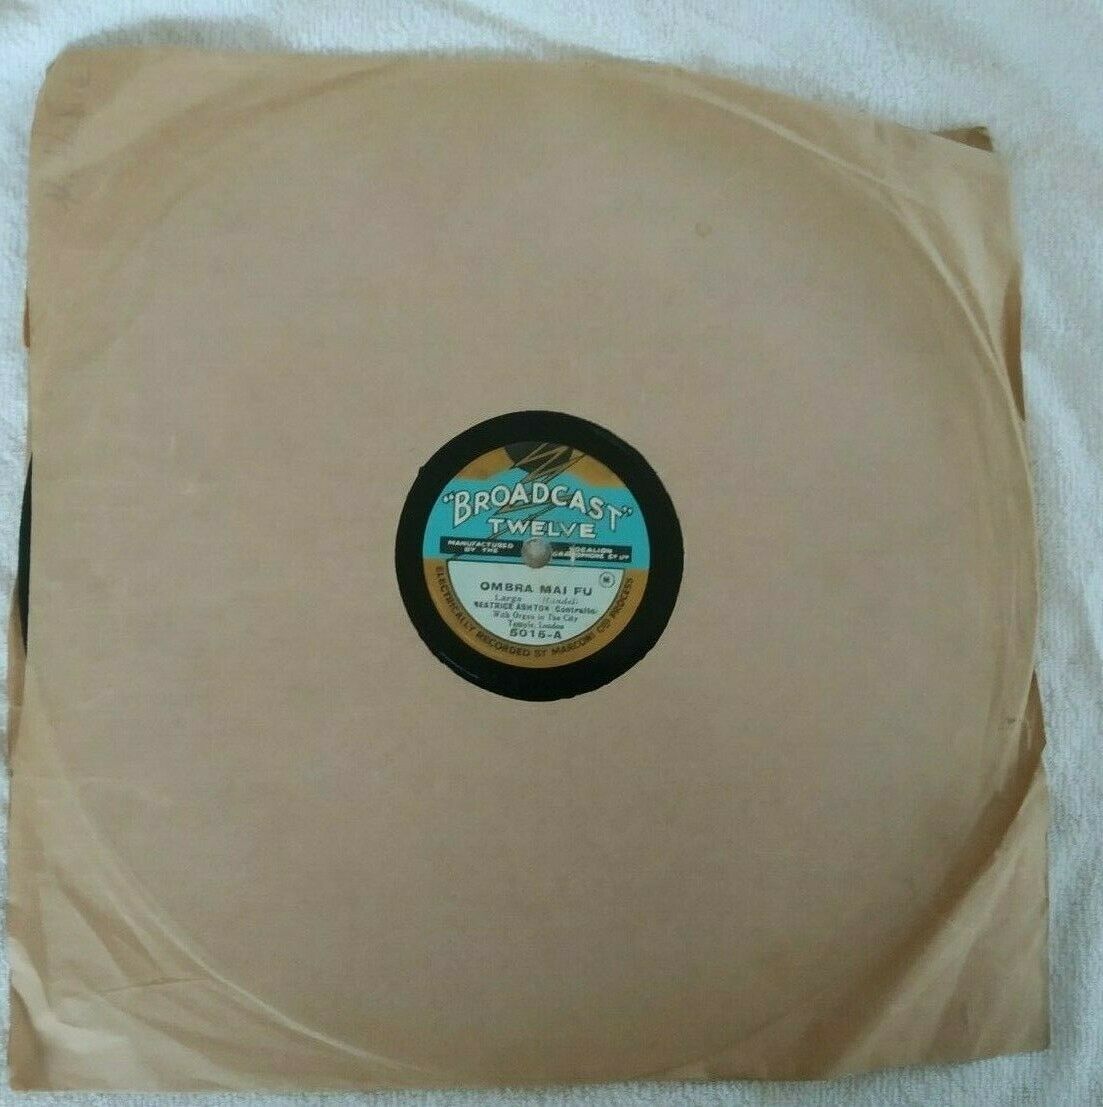 "BROADCAST"
TWELVE
MANUFACTURED BY THE VOCALION GRAMOPHONE Cº Lᵀᴰ
OMBRA MAI FU
Largo (Handel)
BEATRICE ASHTON Contralto
With Organ in The City
Temple, London
5015-A
ELECTRICALLY RECORDED BY MARCONI CO PROCESS